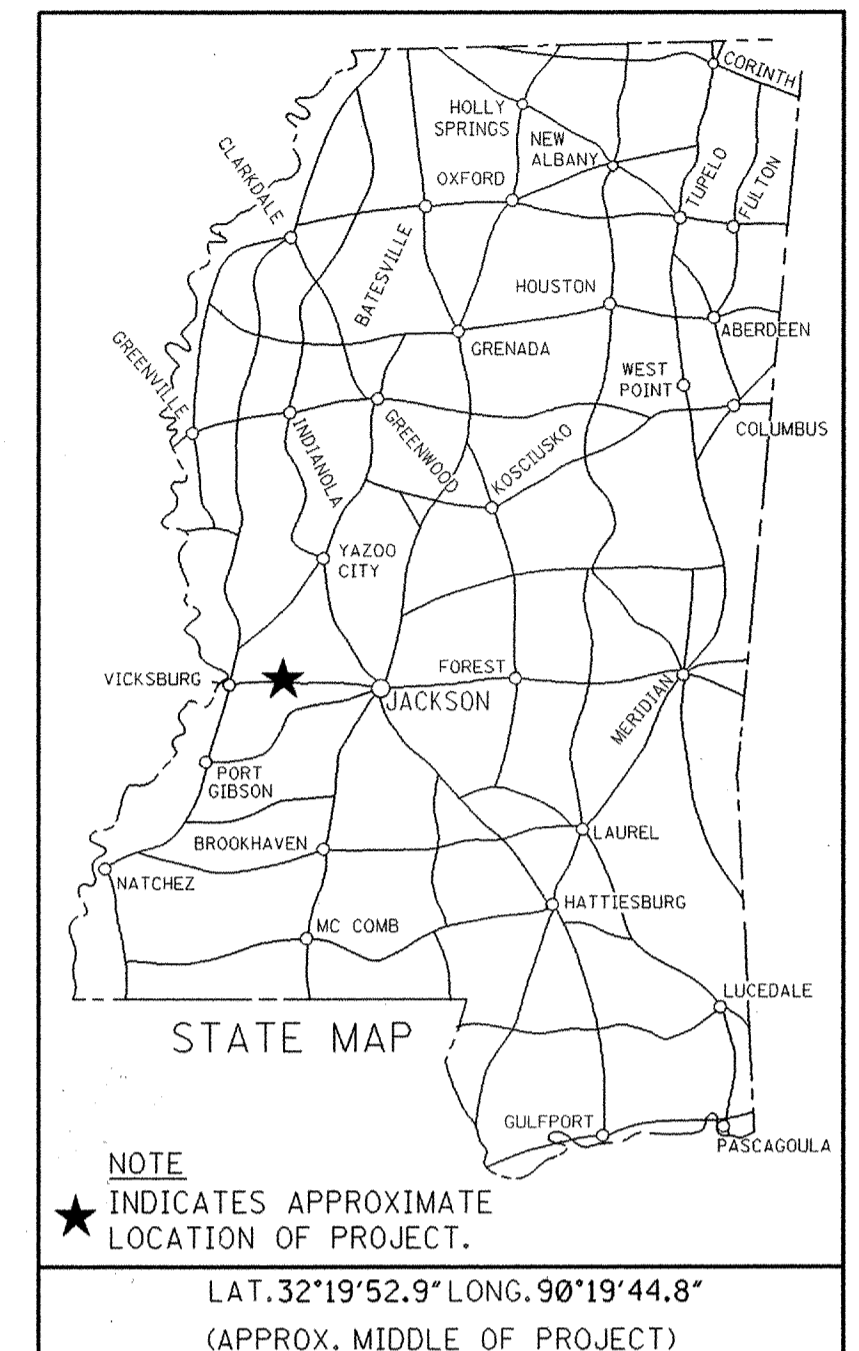 CORINTH
HOLLY
SPRINGS
NEW
ALBANY
CLARKDALE
OXFORD
TUPELO
FULTON
BATESVILLE
HOUSTON
GREENVILLE
GRENADA
ABERDEEN
WEST
POINT
INDIANOLA
GREENWOOD
KOSCIUSKO
COLUMBUS
YAZOO
CITY
VICKSBURG
FOREST
JACKSON
MERIDIAN
PORT
GIBSON
BROOKHAVEN
LAUREL
NATCHEZ
HATTIESBURG
MC COMB
LUCEDALE
STATE MAP
GULFPORT
PASCAGOULA
NOTE
INDICATES APPROXIMATE
LOCATION OF PROJECT.
LAT.32°19'52.9" LONG.90°19'44.8"
(APPROX. MIDDLE OF PROJECT)